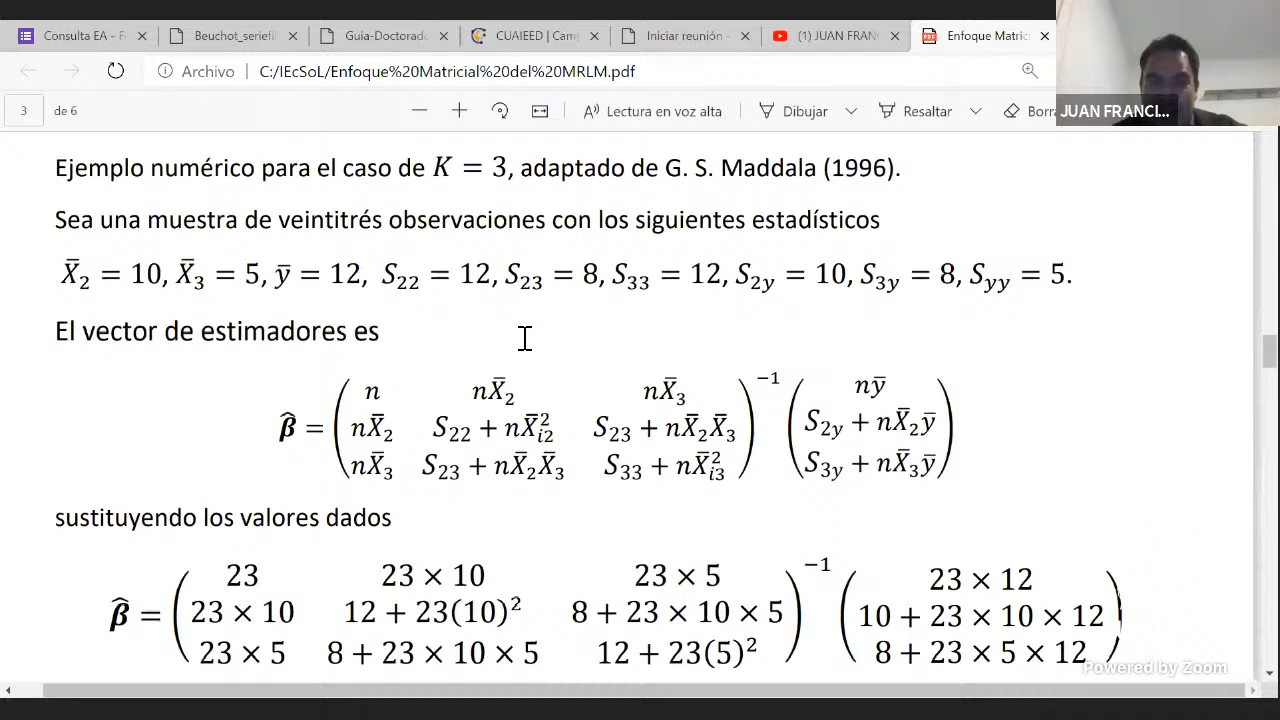 Consulta EA - F
Beuchot_seriefil
Guia-Doctorado
CUAIEED | Cam
Iniciar reunión -
(1) JUAN FRAN
Enfoque Matrici
Archivo C:/IEcSoL/Enfoque%20Matricial%20del%20MRLM.pdf
3 de 6
Lectura en voz alta
Dibujar
Resaltar
Borra
JUAN FRANCI...
Ejemplo numérico para el caso de K = 3, adaptado de G. S. Maddala (1996).
Sea una muestra de veintitrés observaciones con los siguientes estadísticos
X̄₂ = 10, X̄₃ = 5, ȳ = 12, S₂₂ = 12, S₂₃ = 8, S₃₃ = 12, S₂y = 10, S₃y = 8, Syy = 5.
El vector de estimadores es
n nX̄₂ nX̄₃ −1 nȳ
β̂ = nX̄₂ S₂₂ + nX̄²ᵢ₂ S₂₃ + nX̄₂X̄₃ S₂y + nX̄₂ȳ
nX̄₃ S₂₃ + nX̄₂X̄₃ S₃₃ + nX̄²ᵢ₃ S₃y + nX̄₃ȳ
sustituyendo los valores dados
23 23 × 10 23 × 5 −1 23 × 12
β̂ = 23 × 10 12 + 23(10)² 8 + 23 × 10 × 5 10 + 23 × 10 × 12
23 × 5 8 + 23 × 10 × 5 12 + 23(5)² 8 + 23 × 5 × 12
Powered by Zoom